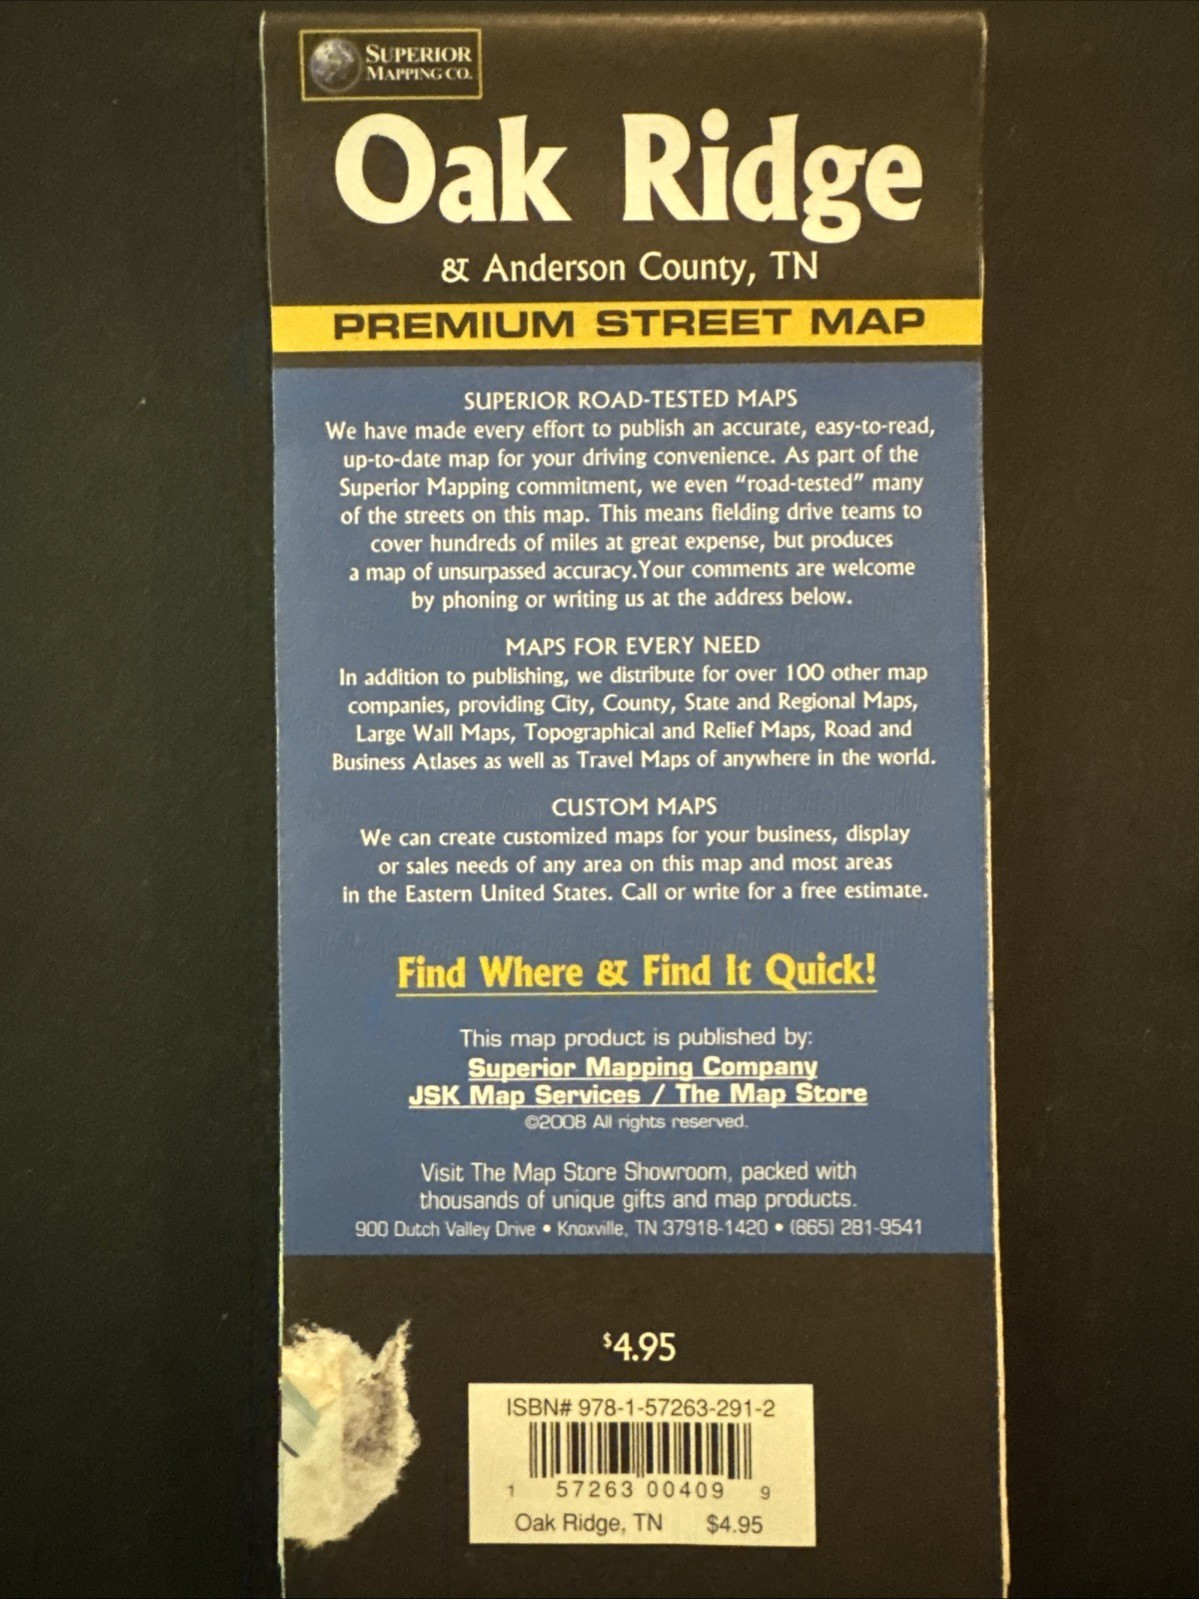 SUPERIOR
MAPPING CO.
Oak Ridge
& Anderson County, TN
PREMIUM STREET MAP
SUPERIOR ROAD-TESTED MAPS
We have made every effort to publish an accurate, easy-to-read,
up-to-date map for your driving convenience. As part of the
Superior Mapping commitment, we even “road-tested” many
of the streets on this map. This means fielding drive teams to
cover hundreds of miles at great expense, but produces
a map of unsurpassed accuracy.Your comments are welcome
by phoning or writing us at the address below.
MAPS FOR EVERY NEED
In addition to publishing, we distribute for over 100 other map
companies, providing City, County, State and Regional Maps,
Large Wall Maps, Topographical and Relief Maps, Road and
Business Atlases as well as Travel Maps of anywhere in the world.
CUSTOM MAPS
We can create customized maps for your business, display
or sales needs of any area on this map and most areas
in the Eastern United States. Call or write for a free estimate.
Find Where & Find It Quick!
This map product is published by:
Superior Mapping Company
JSK Map Services / The Map Store
©2008 All rights reserved.
Visit The Map Store Showroom, packed with
thousands of unique gifts and map products.
900 Dutch Valley Drive • Knoxville, TN 37918-1420 • (865) 281-9541
$4.95
ISBN# 978-1-57263-291-2
1 57263 00409 9
Oak Ridge, TN $4.95